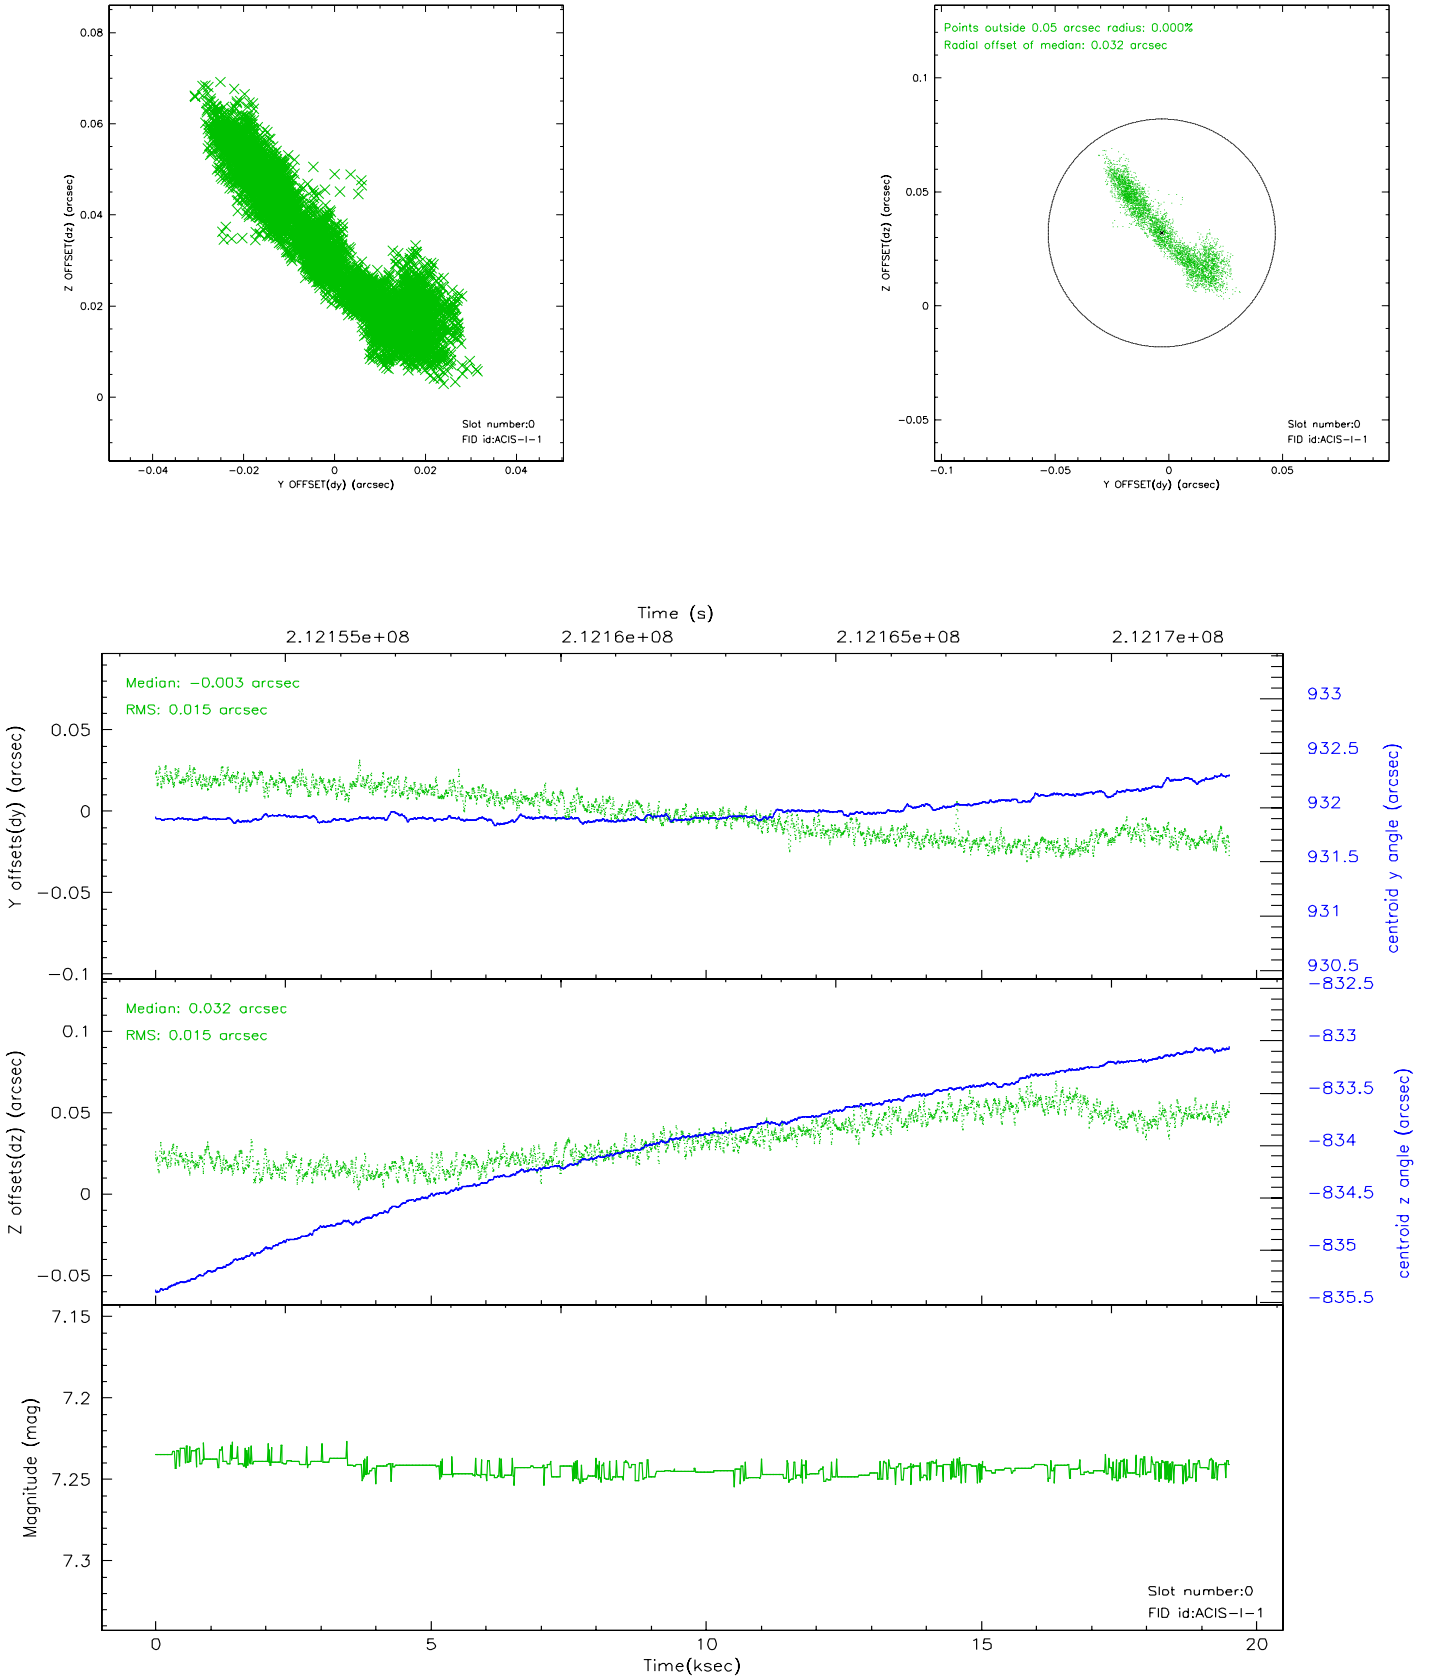 0.08
0.06
0.04
0.02
0
Z OFFSET(dz) (arcsec)
−0.04
−0.02
0
0.02
0.04
Y OFFSET(dy) (arcsec)
Slot number:0
FID id:ACIS−I−1
Points outside 0.05 arcsec radius: 0.000%
Radial offset of median: 0.032 arcsec
0.1
0.05
0
−0.05
Z OFFSET(dz) (arcsec)
−0.1
−0.05
0
0.05
Y OFFSET(dy) (arcsec)
Slot number:0
FID id:ACIS−I−1
Time (s)
2.12155e+08
2.1216e+08
2.12165e+08
2.1217e+08
Median: −0.003 arcsec
RMS: 0.015 arcsec
0.05
0
−0.05
−0.1
Y offsets(dy) (arcsec)
933
932.5
932
931.5
931
930.5
centroid y angle (arcsec)
Median: 0.032 arcsec
RMS: 0.015 arcsec
0.1
0.05
0
−0.05
Z offsets(dz) (arcsec)
−832.5
−833
−833.5
−834
−834.5
−835
−835.5
centroid z angle (arcsec)
7.15
7.2
7.25
7.3
Magnitude (mag)
Slot number:0
FID id:ACIS−I−1
0
5
10
15
20
Time(ksec)